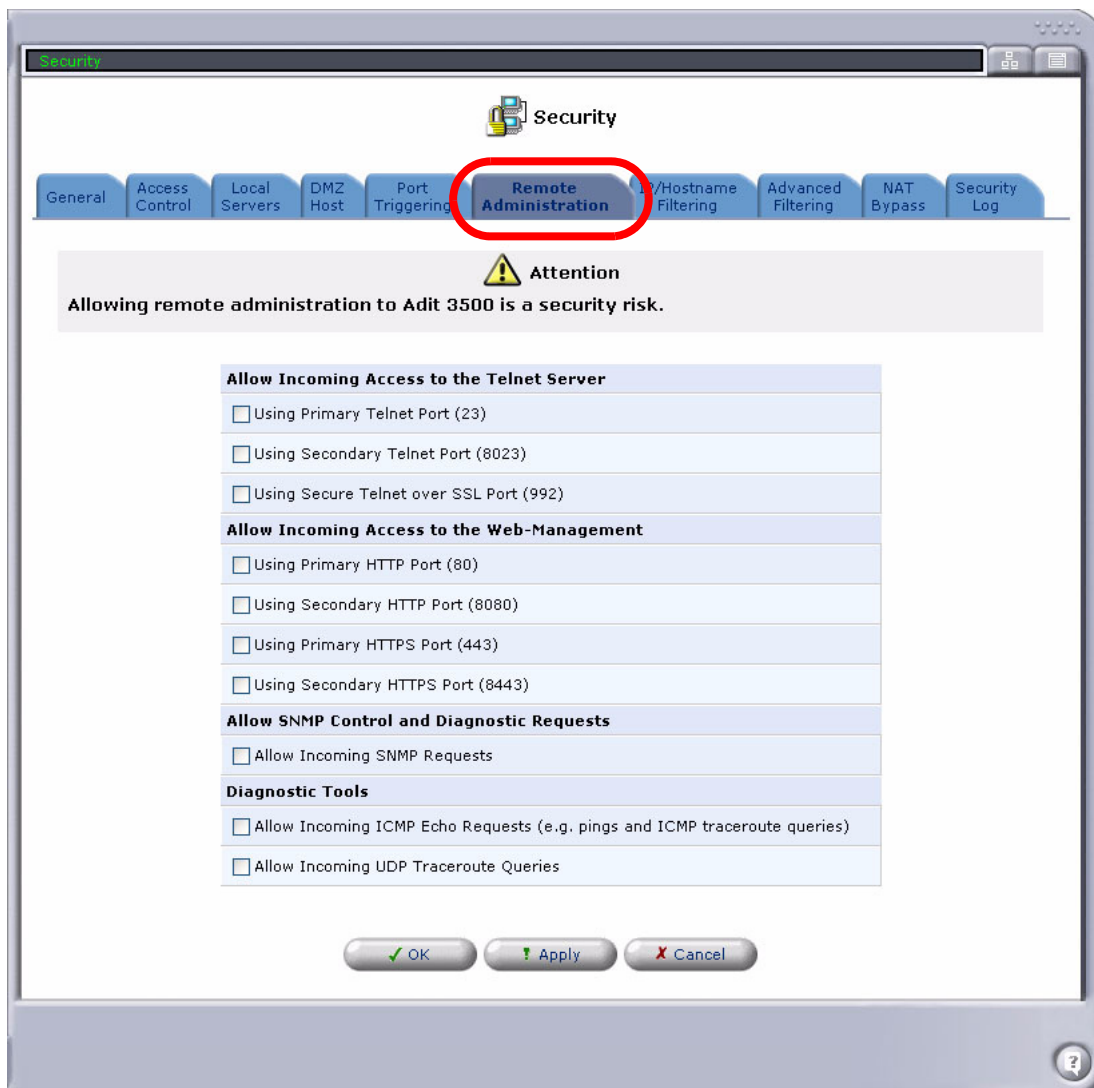 Security
Security
General
Access
Control
Local
Servers
DMZ
Host
Port
Triggering
Remote
Administration
IP/Hostname
Filtering
Advanced
Filtering
NAT
Bypass
Security
Log
Attention
Allowing remote administration to Adit 3500 is a security risk.
Allow Incoming Access to the Telnet Server
Using Primary Telnet Port (23)
Using Secondary Telnet Port (8023)
Using Secure Telnet over SSL Port (992)
Allow Incoming Access to the Web-Management
Using Primary HTTP Port (80)
Using Secondary HTTP Port (8080)
Using Primary HTTPS Port (443)
Using Secondary HTTPS Port (8443)
Allow SNMP Control and Diagnostic Requests
Allow Incoming SNMP Requests
Diagnostic Tools
Allow Incoming ICMP Echo Requests (e.g. pings and ICMP traceroute queries)
Allow Incoming UDP Traceroute Queries
OK
Apply
Cancel
?